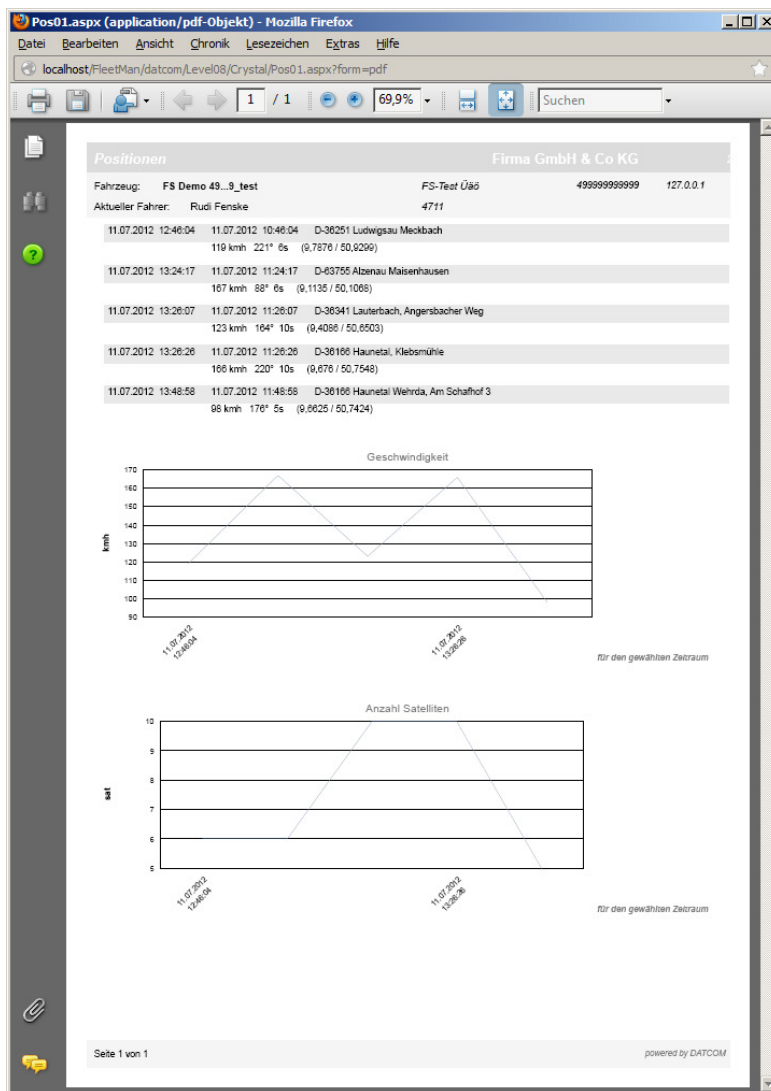 Pos01.aspx (application/pdf-Objekt) - Mozilla Firefox
Datei Bearbeiten Ansicht Chronik Lesezeichen Extras Hilfe
localhost/FleetMan/datcom/Level08/Crystal/Pos01.aspx?form=pdf
1 / 1 69,9% Suchen
Positionen Firma GmbH & Co KG
Fahrzeug: FS Demo 49...9_test FS-Test Üäö 499999999999 127.0.0.1
Aktueller Fahrer: Rudi Fenske 4711
11.07.2012 12:46:04 11.07.2012 10:46:04 D-36251 Ludwigsau Meckbach
119 kmh 221° 6s (9,7876 / 50,9299)
11.07.2012 13:24:17 11.07.2012 11:24:17 D-63755 Alzenau Maisenhausen
167 kmh 88° 6s (9,1135 / 50,1068)
11.07.2012 13:26:07 11.07.2012 11:26:07 D-36341 Lauterbach, Angersbacher Weg
123 kmh 164° 10s (9,4086 / 50,6503)
11.07.2012 13:26:26 11.07.2012 11:26:26 D-36166 Haunetal, Klebsmühle
166 kmh 220° 10s (9,676 / 50,7548)
11.07.2012 13:48:58 11.07.2012 11:48:58 D-36166 Haunetal Wehrda, Am Schafhof 3
98 kmh 176° 5s (9,6625 / 50,7424)
Geschwindigkeit
170
160
150
140
130
120
110
100
90
kmh
11.07.2012
12:46:04
11.07.2012
13:26:26
für den gewählten Zeitraum
Anzahl Satelliten
10
9
8
7
6
5
sat
11.07.2012
12:46:04
11.07.2012
13:26:26
für den gewählten Zeitraum
Seite 1 von 1 powered by DATCOM